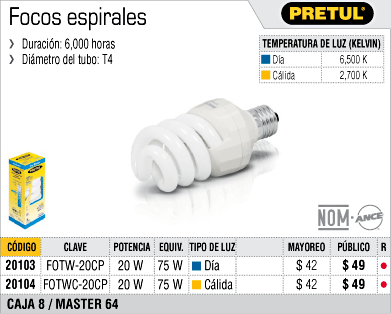 Focos espirales
PRETUL®
Duración: 6,000 horas
Diámetro del tubo: T4
TEMPERATURA DE LUZ (KELVIN)
Día 6,500 K
Cálida 2,700 K
PRETUL
NOM-ANCE
CÓDIGO CLAVE POTENCIA EQUIV. TIPO DE LUZ MAYOREO PÚBLICO R
20103 FOTW-20CP 20 W 75 W Día $ 42 $ 49
20104 FOTWC-20CP 20 W 75 W Cálida $ 42 $ 49
CAJA 8 / MASTER 64